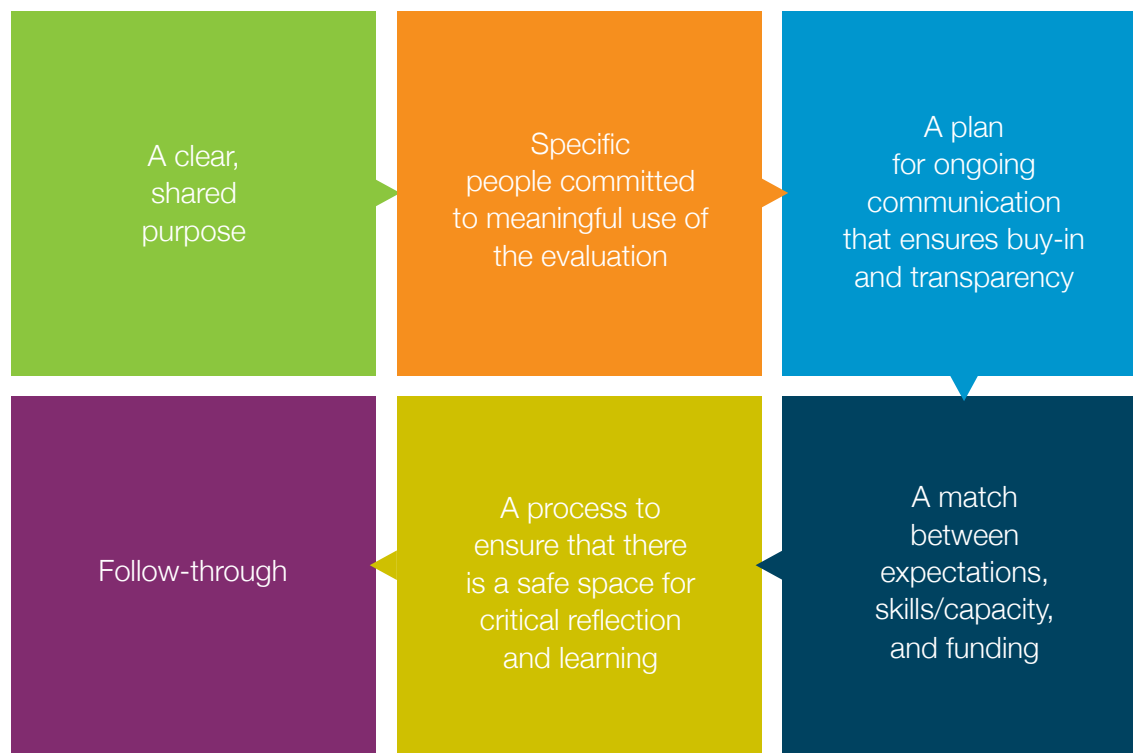 A clear,
shared
purpose
Specific
people committed
to meaningful use of
the evaluation
A plan
for ongoing
communication
that ensures buy-in
and transparency
A match
between
expectations,
skills/capacity,
and funding
A process to
ensure that there
is a safe space for
critical reflection
and learning
Follow-through